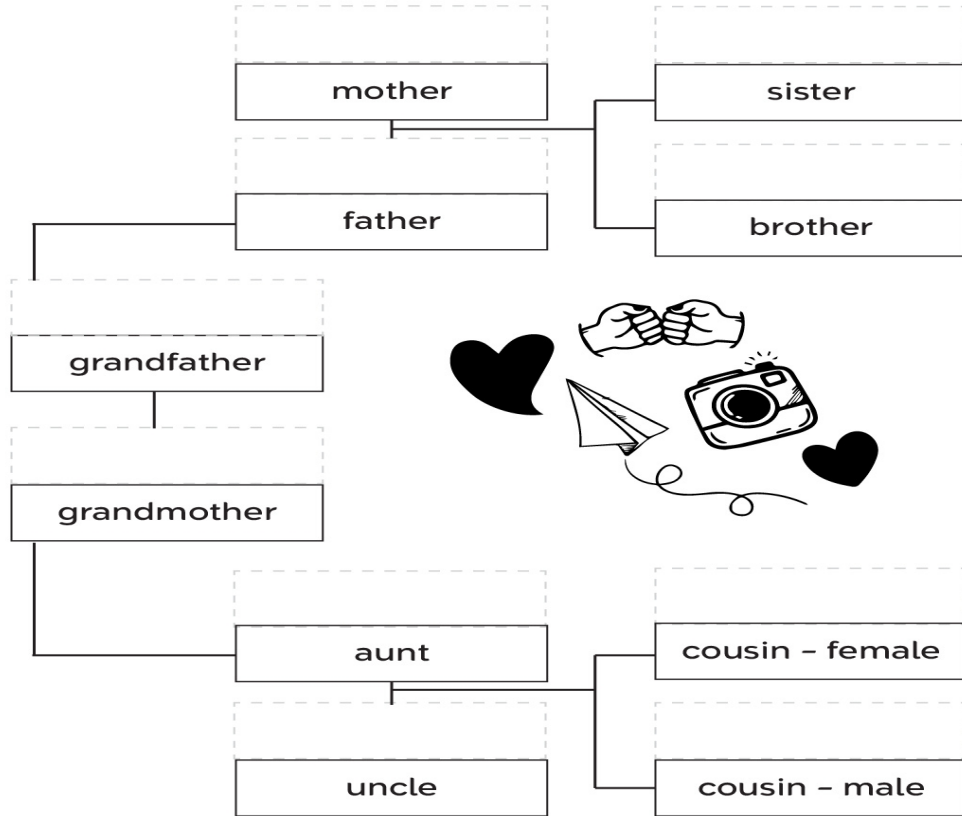 mother
sister
father
brother
grandfather
grandmother
aunt
cousin – female
uncle
cousin – male